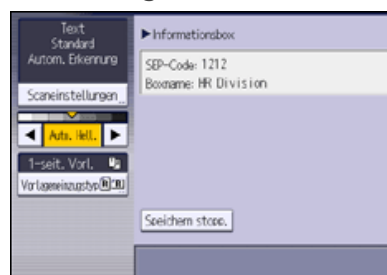 Text
Standard
Autom. Erkennung
Scaneinstellungen
Auto. Hell.
1-seit. Vorl.
Vorlageneinzugstyp
►Informationsbox
SEP-Code: 1212
Boxname: HR Division
Speichern stopp.